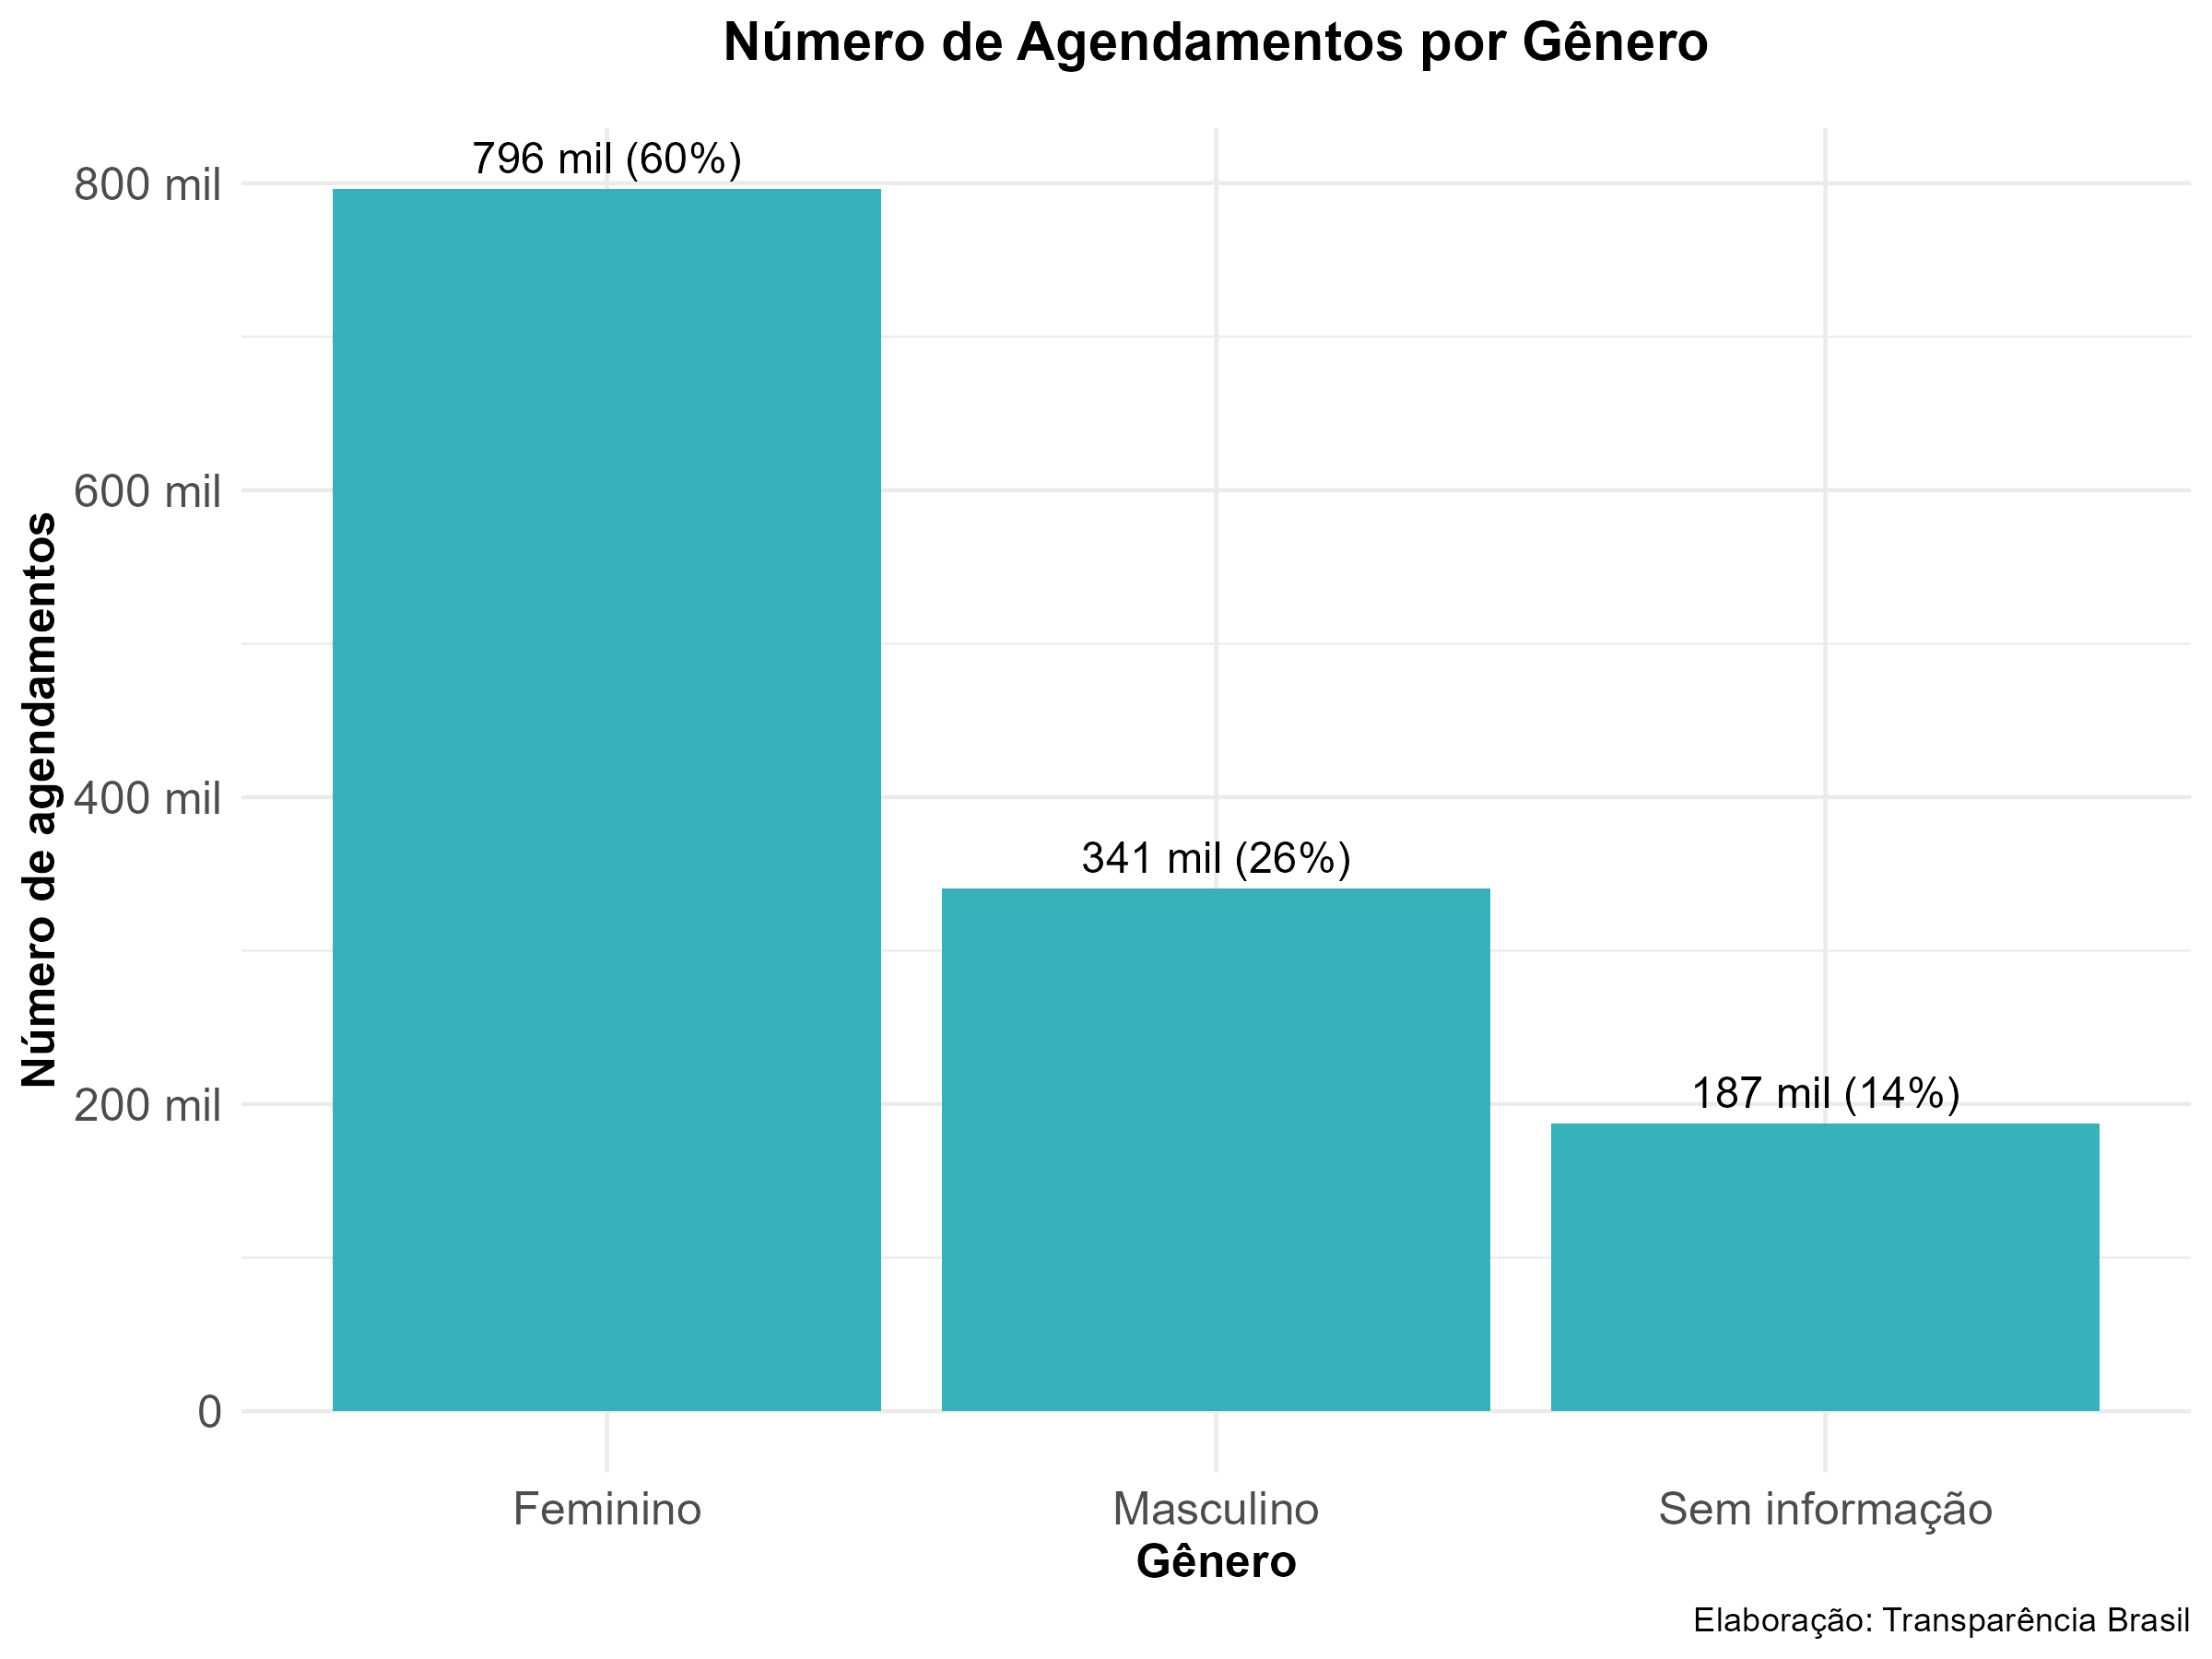 Número de Agendamentos por Gênero
796 mil (60%)
800 mil
600 mil
Número de agendamentos
400 mil
341 mil (26%)
187 mil (14%)
200 mil
0
Feminino
Masculino
Sem informação
Gênero
Elaboração: Transparência Brasil